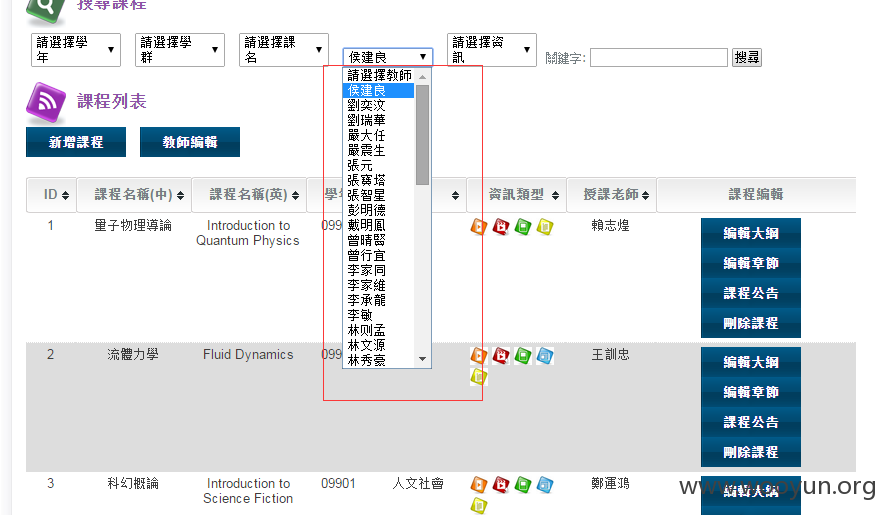 搜尋課程
請選擇學年 請選擇學群 請選擇課名 侯建良 請選擇資訊 關鍵字: 搜尋
請選擇教師
侯建良
劉奕汶
劉瑞華
嚴大任
嚴震生
張元
張寶塔
張智星
彭明德
戴明鳳
曾晴賢
曾行宜
李家同
李家維
李承龍
李敏
林则孟
林文源
林秀豪
課程列表
新增課程 教師編輯
ID 課程名稱(中) 課程名稱(英) 資訊類型 授課老師 課程編輯
1 量子物理導論 Introduction to Quantum Physics 賴志煌
編輯大綱
編輯章節
課程公告
刪除課程
2 流體力學 Fluid Dynamics 王訓忠
編輯大綱
編輯章節
課程公告
刪除課程
3 科幻概論 Introduction to Science Fiction 09901 人文社會 鄭運鴻
編輯大綱
www.wooyun.org